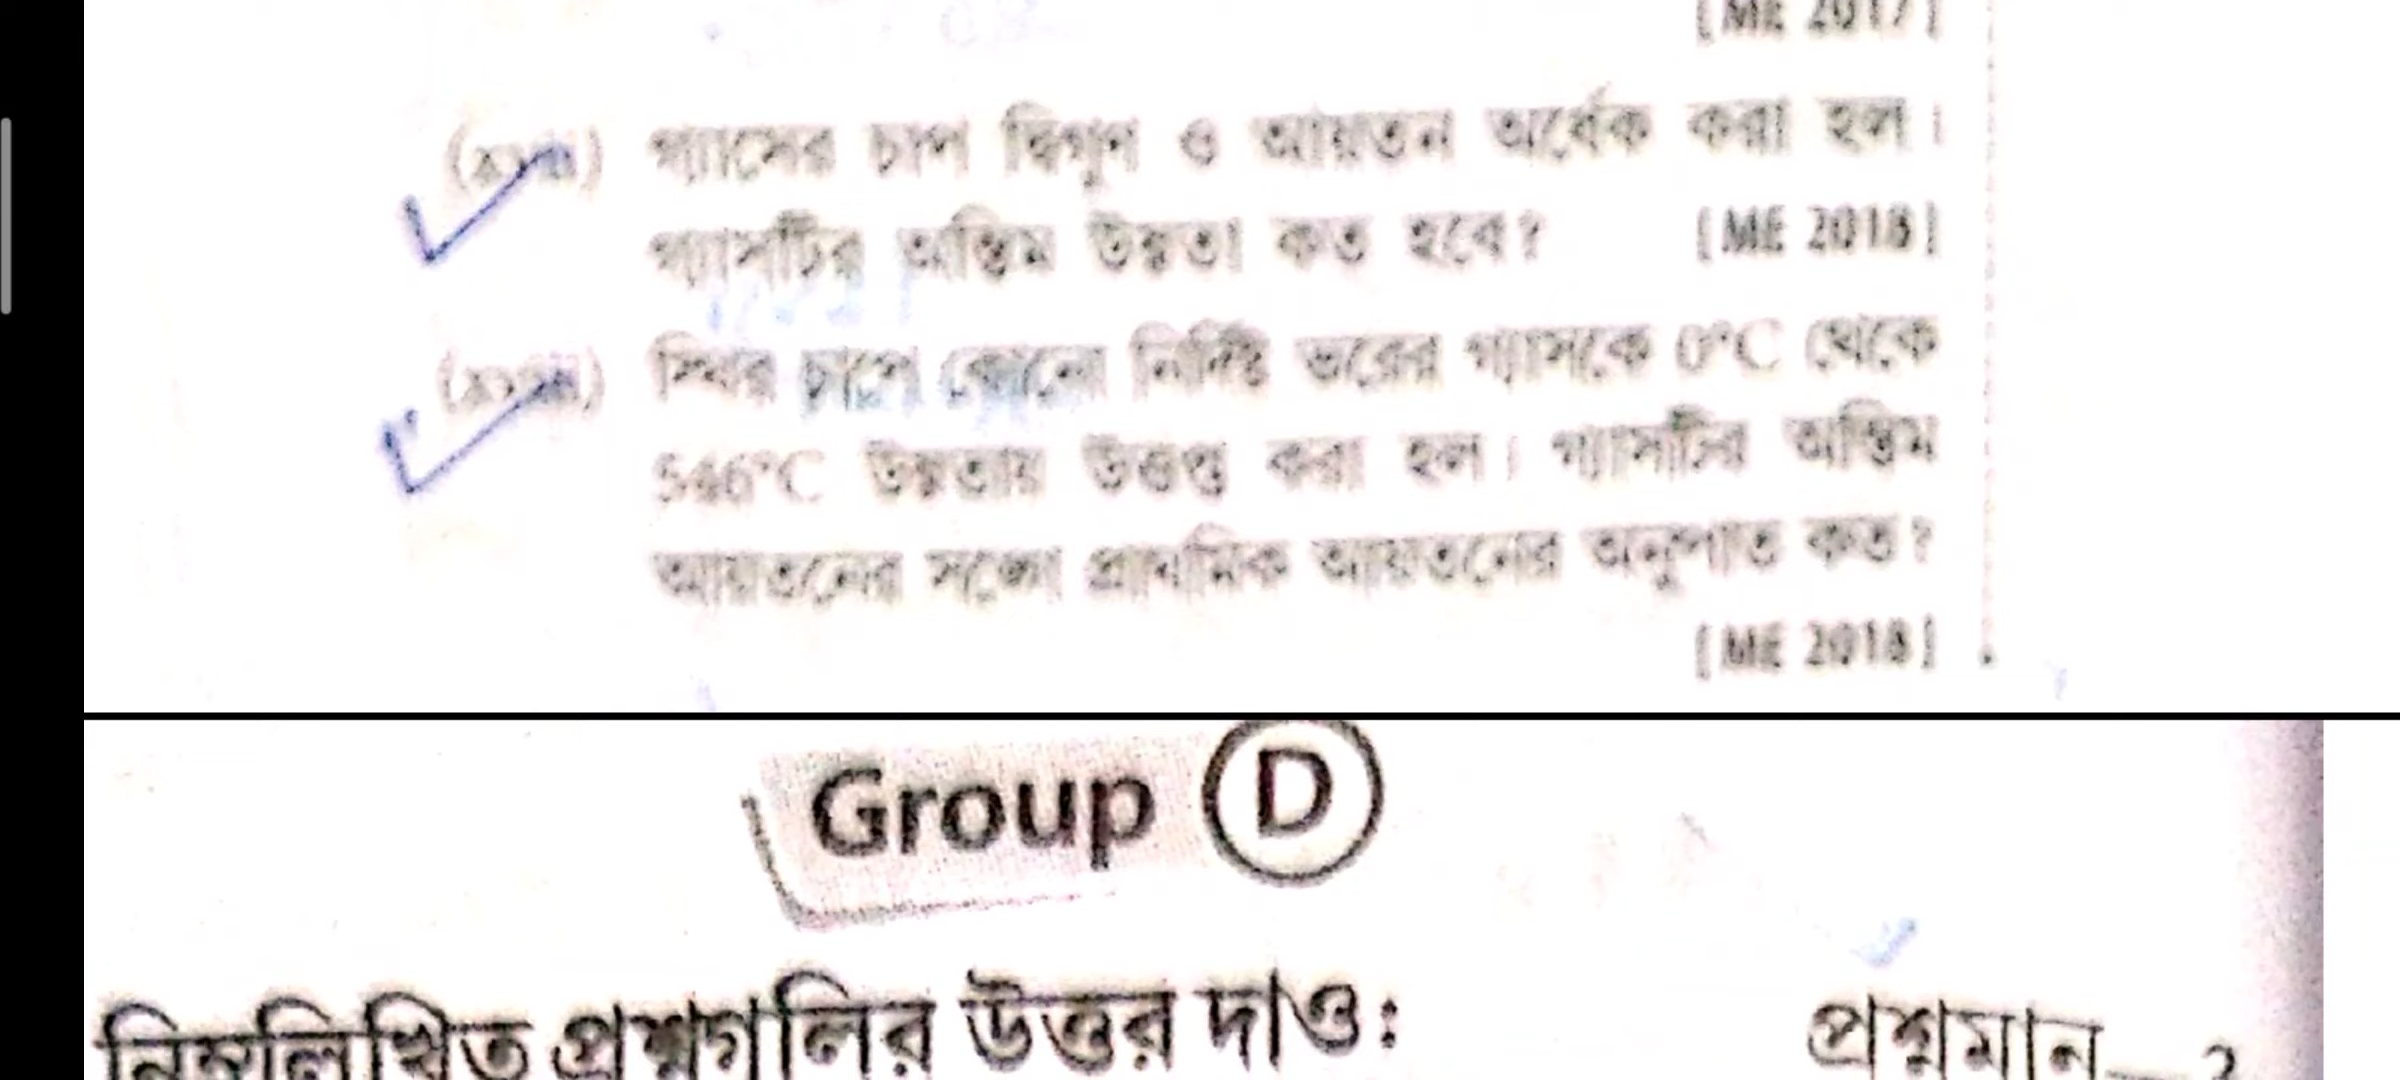 [ME 2017]
গ্যাসের চাপ দ্বিগুণ ও আয়তন অর্ধেক করা হল।
গ্যাসটির অন্তিম উষ্ণতা কত হবে? [ME 2018]
স্থির চাপে কোনো নির্দিষ্ট ভরের গ্যাসকে 0°C থেকে
546°C উষ্ণতায় উত্তপ্ত করা হল। গ্যাসটির অন্তিম
আয়তনের সঙ্গে প্রাথমিক আয়তনের অনুপাত কত?
[ME 2018]
Group D
নিম্নলিখিত প্রশ্নগুলির উত্তর দাও:
প্রশ্নমান—2